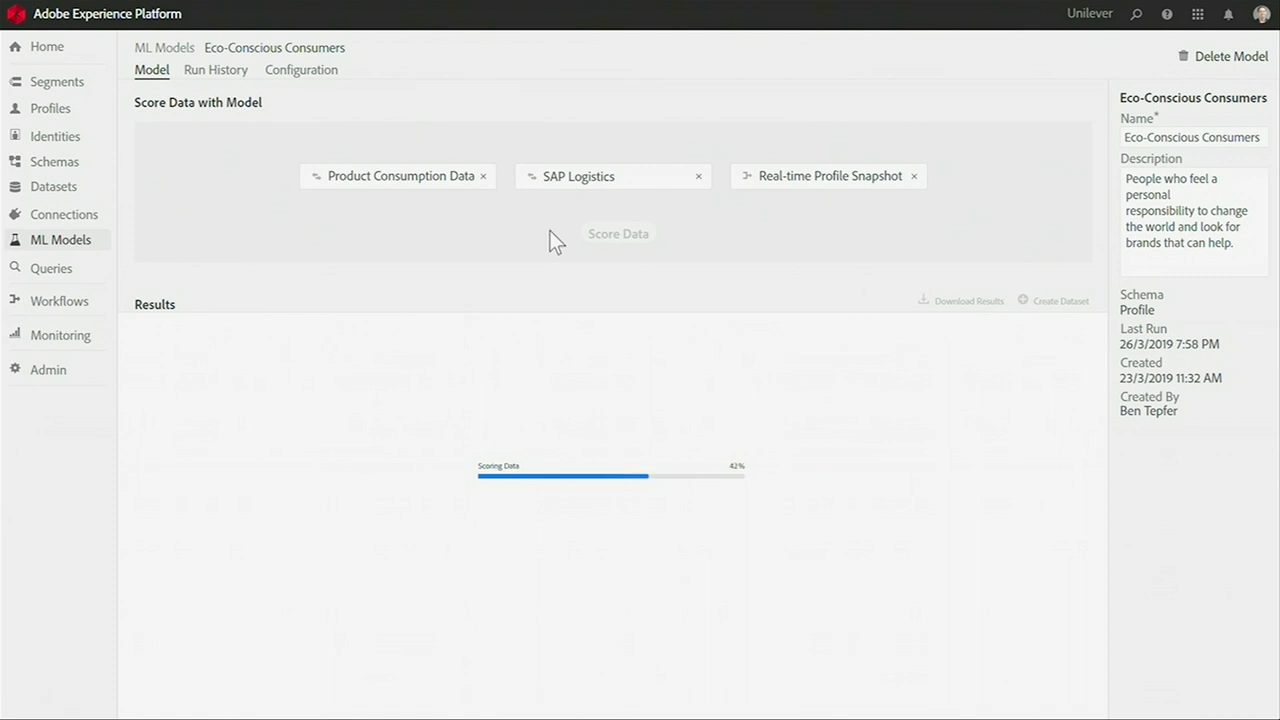 Adobe Experience Platform
Unilever
Home
Segments
Profiles
Identities
Schemas
Datasets
Connections
ML Models
Queries
Workflows
Monitoring
Admin
ML Models Eco-Conscious Consumers
Model Run History Configuration
Delete Model
Score Data with Model
Product Consumption Data ×
SAP Logistics ×
Real-time Profile Snapshot ×
Score Data
Results
Download Results
Create Dataset
Scoring Data 42%
Eco-Conscious Consumers
Name*
Eco-Conscious Consumers
Description
People who feel a
personal
responsibility to change
the world and look for
brands that can help.
Schema
Profile
Last Run
26/3/2019 7:58 PM
Created
23/3/2019 11:32 AM
Created By
Ben Tepfer